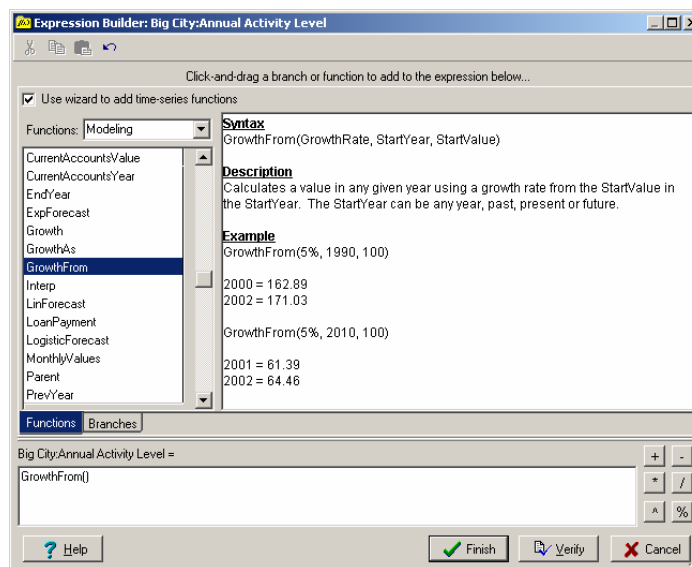 Expression Builder: Big City:Annual Activity Level
Click-and-drag a branch or function to add to the expression below...
Use wizard to add time-series functions
Functions: Modeling
CurrentAccountsValue
CurrentAccountsYear
EndYear
ExpForecast
Growth
GrowthAs
GrowthFrom
Interp
LinForecast
LoanPayment
LogisticForecast
MonthlyValues
Parent
PrevYear
Syntax
GrowthFrom(GrowthRate, StartYear, StartValue)
Description
Calculates a value in any given year using a growth rate from the StartValue in
the StartYear. The StartYear can be any year, past, present or future.
Example
GrowthFrom(5%, 1990, 100)
2000 = 162.89
2002 = 171.03
GrowthFrom(5%, 2010, 100)
2001 = 61.39
2002 = 64.46
Functions Branches
Big City:Annual Activity Level =
GrowthFrom()
+ -
* /
^ %
? Help
Finish
Verify
Cancel